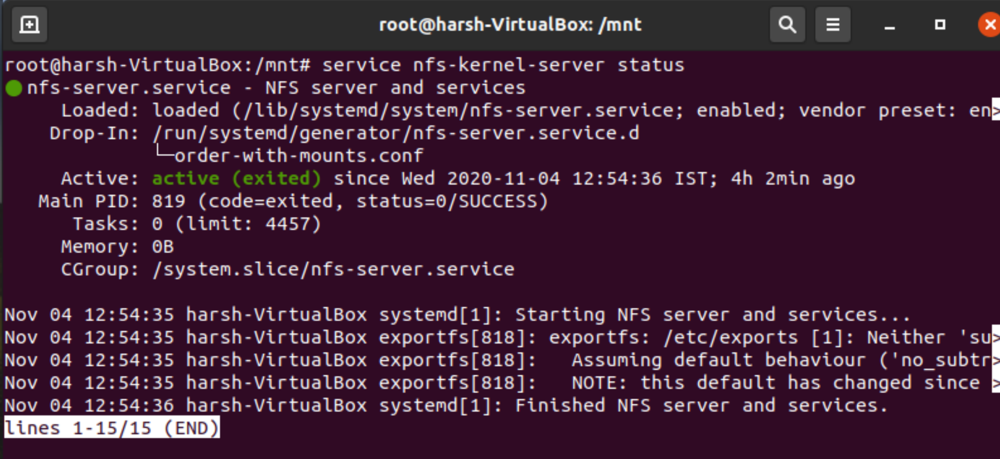 root@harsh-VirtualBox: /mnt
root@harsh-VirtualBox:/mnt# service nfs-kernel-server status
● nfs-server.service - NFS server and services
     Loaded: loaded (/lib/systemd/system/nfs-server.service; enabled; vendor preset: en>
    Drop-In: /run/systemd/generator/nfs-server.service.d
             └─order-with-mounts.conf
     Active: active (exited) since Wed 2020-11-04 12:54:36 IST; 4h 2min ago
   Main PID: 819 (code=exited, status=0/SUCCESS)
      Tasks: 0 (limit: 4457)
     Memory: 0B
     CGroup: /system.slice/nfs-server.service
Nov 04 12:54:35 harsh-VirtualBox systemd[1]: Starting NFS server and services...
Nov 04 12:54:35 harsh-VirtualBox exportfs[818]: exportfs: /etc/exports [1]: Neither 'su>
Nov 04 12:54:35 harsh-VirtualBox exportfs[818]:   Assuming default behaviour ('no_subtr>
Nov 04 12:54:35 harsh-VirtualBox exportfs[818]:   NOTE: this default has changed since >
Nov 04 12:54:36 harsh-VirtualBox systemd[1]: Finished NFS server and services.
lines 1-15/15 (END)